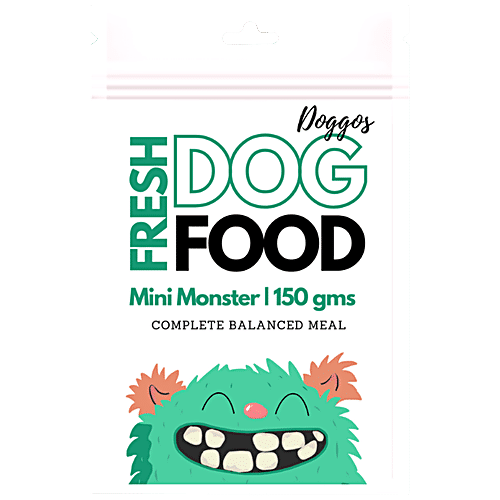 Doggos
FRESH
DOG
FOOD
Mini Monster | 150 gms
COMPLETE BALANCED MEAL